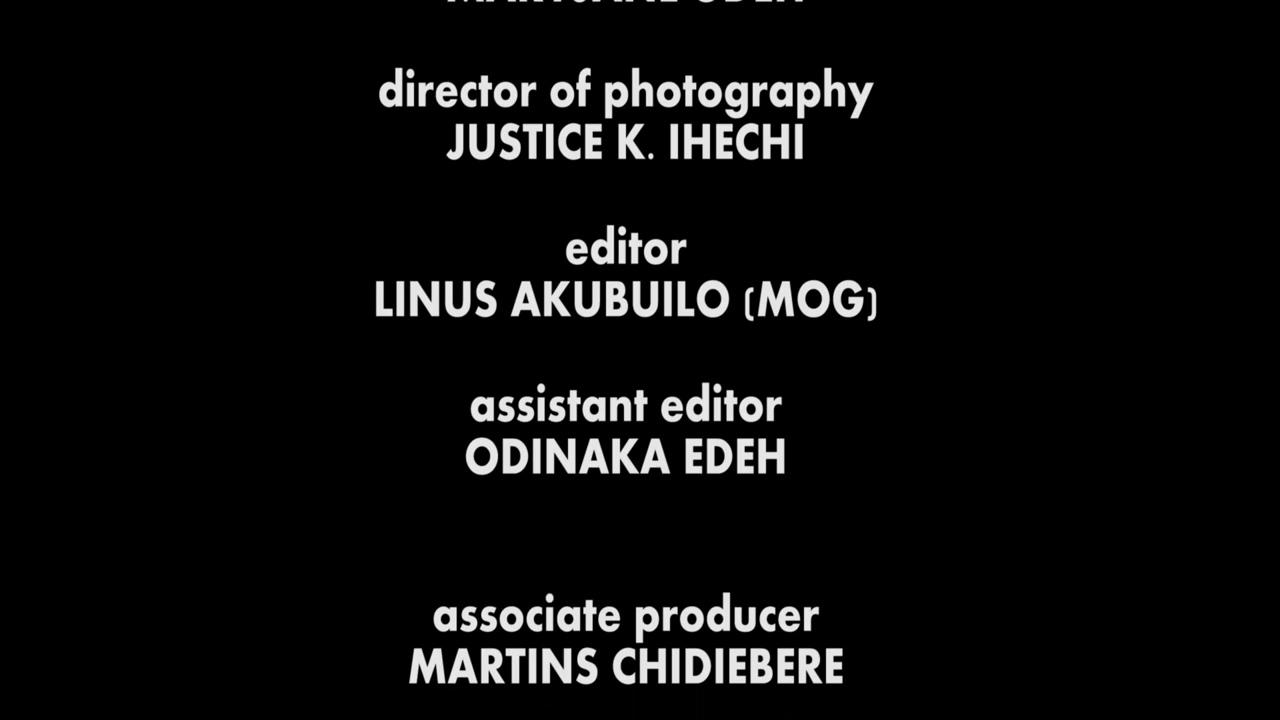 director of photography
JUSTICE K. IHECHI
editor
LINUS AKUBUILO (MOG)
assistant editor
ODINAKA EDEH
associate producer
MARTINS CHIDIEBERE